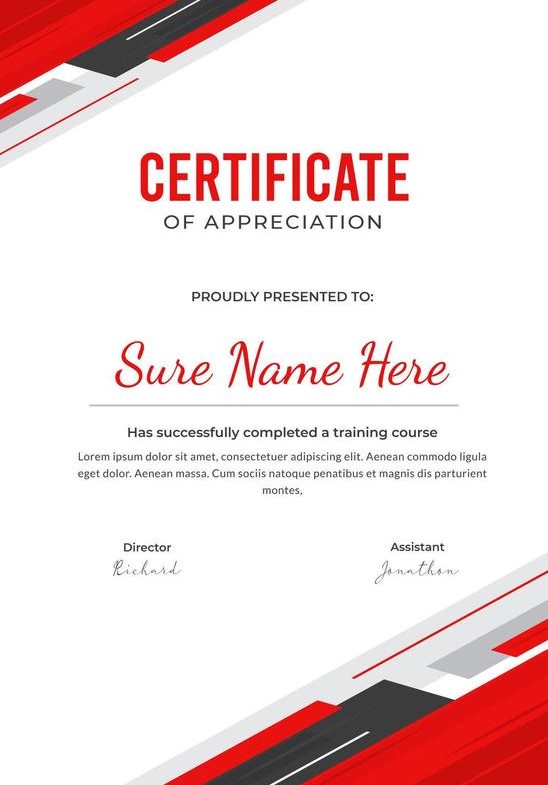 CERTIFICATE
OF APPRECIATION
PROUDLY PRESENTED TO:
Sure Name Here
Has successfully completed a training course
Lorem ipsum dolor sit amet, consectetuer adipiscing elit. Aenean commodo ligula
eget dolor. Aenean massa. Cum sociis natoque penatibus et magnis dis parturient
montes,
Director
Richard
Assistant
Jonathon